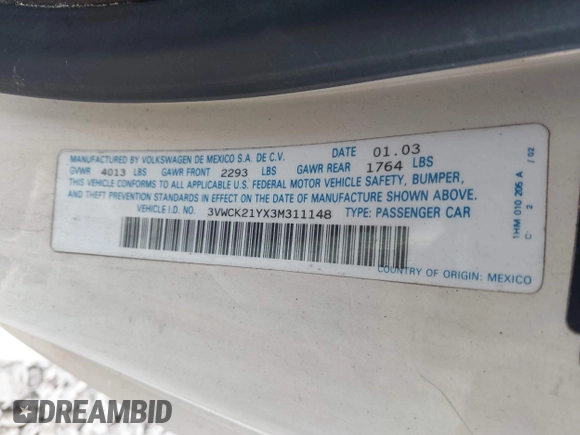 MANUFACTURED BY VOLKSWAGEN DE MEXICO S.A. DE C.V. DATE 01.03
GVWR 4013 LBS GAWR FRONT 2293 LBS GAWR REAR 1764 LBS
THIS VEHICLE CONFORMS TO ALL APPLICABLE U.S. FEDERAL MOTOR VEHICLE SAFETY, BUMPER,
AND THEFT PREVENTION STANDARDS IN EFFECT ON THE DATE OF MANUFACTURE SHOWN ABOVE.
VEHICLE I.D. NO. 3VWCK21YX3M311148 TYPE: PASSENGER CAR
COUNTRY OF ORIGIN: MEXICO
1HM 010 205 A
C- 2 / 02
DREAMBID